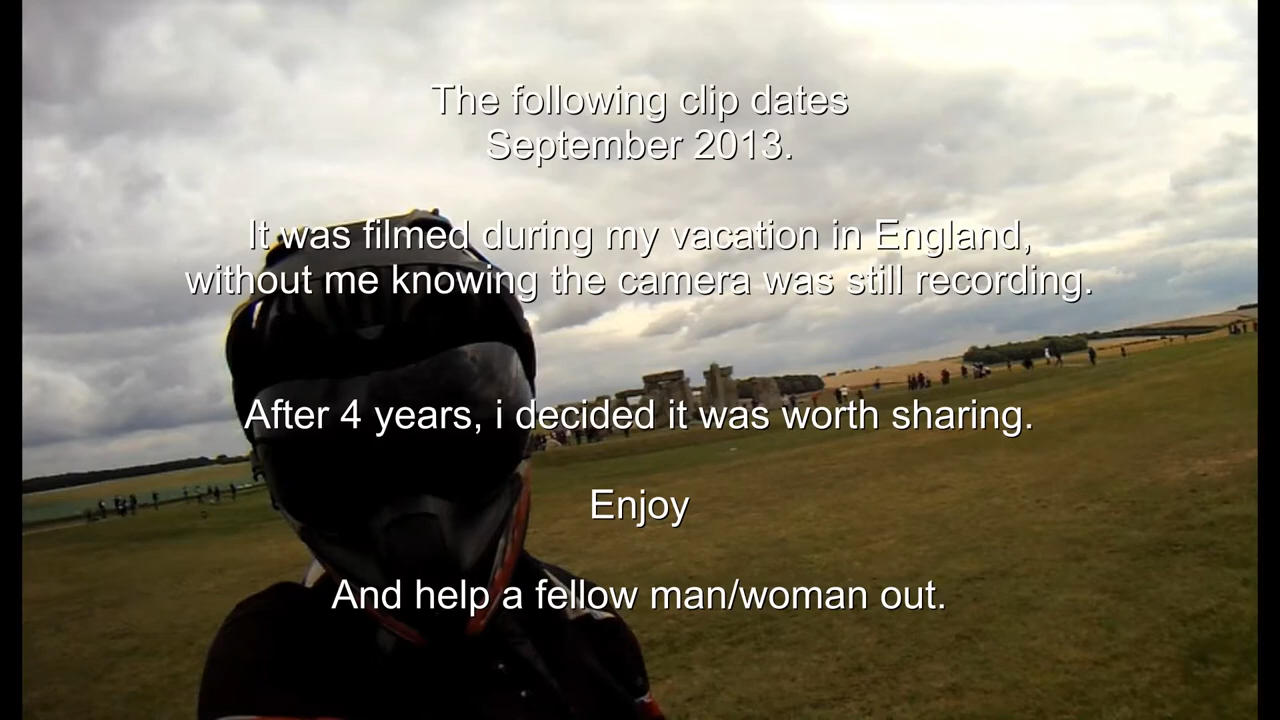 The following clip dates
September 2013.
It was filmed during my vacation in England,
without me knowing the camera was still recording.
After 4 years, i decided it was worth sharing.
Enjoy
And help a fellow man/woman out.